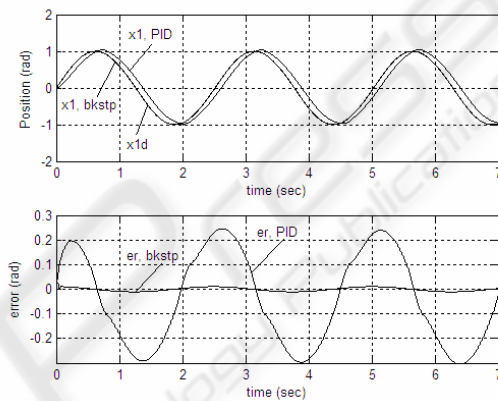 2
1
0
-1
-2
Position (rad)
x1, PID
x1, bkstp
x1d
0 1 2 3 4 5 6 7
time (sec)
0.3
0.2
0.1
0
-0.1
-0.2
error (rad)
er, PID
er, bkstp
0 1 2 3 4 5 6 7
time (sec)